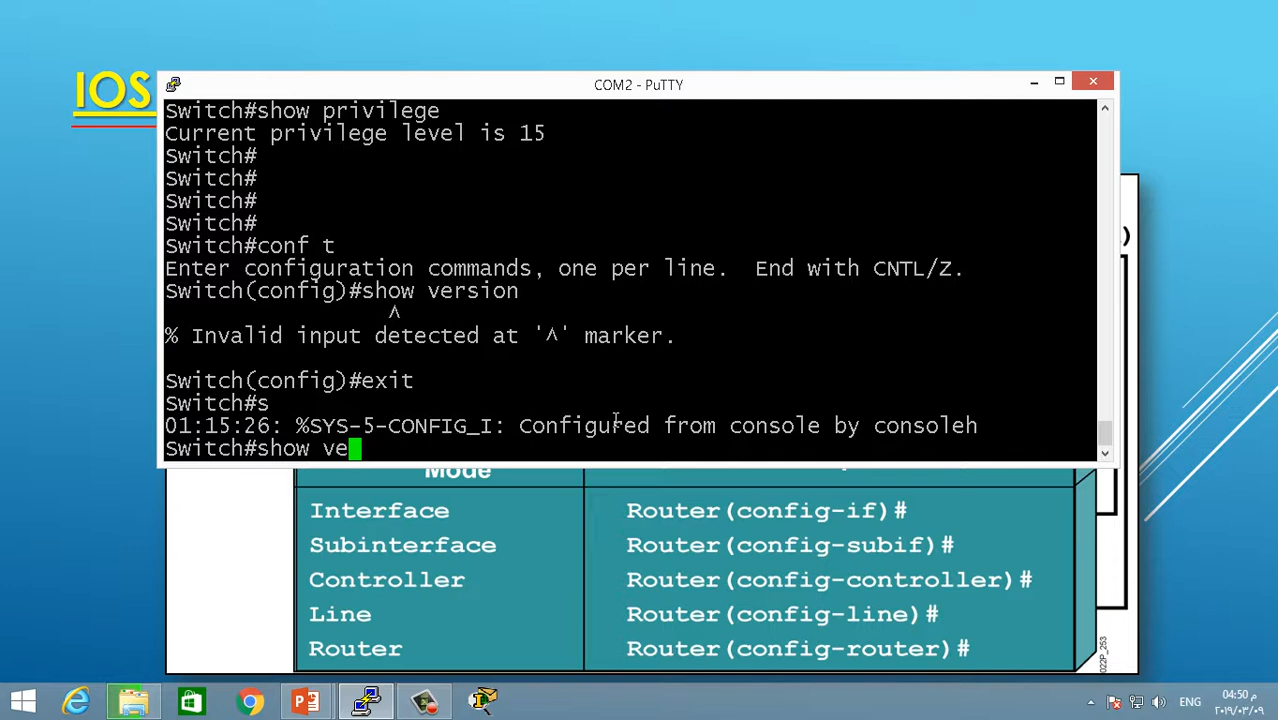 IOS
COM2 - PuTTY
Switch#show privilege
Current privilege level is 15
Switch#
Switch#
Switch#
Switch#
Switch#conf t
Enter configuration commands, one per line.  End with CNTL/Z.
Switch(config)#show version
^
% Invalid input detected at '^' marker.
Switch(config)#exit
Switch#s
01:15:26: %SYS-5-CONFIG_I: Configured from console by consoleh
Switch#show ve
)
Mode
Interface Router(config-if)#
Subinterface Router(config-subif)#
Controller Router(config-controller)#
Line Router(config-line)#
Router Router(config-router)#
022P_253
ENG
04:50 م
٢٠١٩/٠٣/٠٩